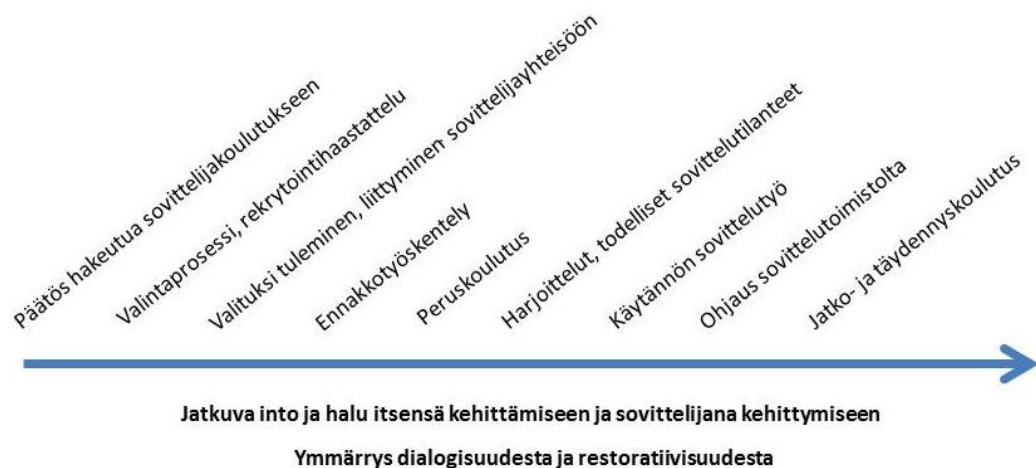 Päätös hakeutua sovittelijakoulutukseen
Valintaprosessi, rekrytointihaastattelu
Valituksi tuleminen, liittyminen sovittelijayhteisöön
Ennakkotyöskentely
Peruskoulutus
Harjoittelut, todelliset sovittelutilanteet
Käytännön sovittelutyö
Ohjaus sovittelutoimistolta
Jatko- ja täydennyskoulutus
Jatkuva into ja halu itsensä kehittämiseen ja sovittelijana kehittymiseen
Ymmärrys dialogisuudesta ja restoratiivisuudesta